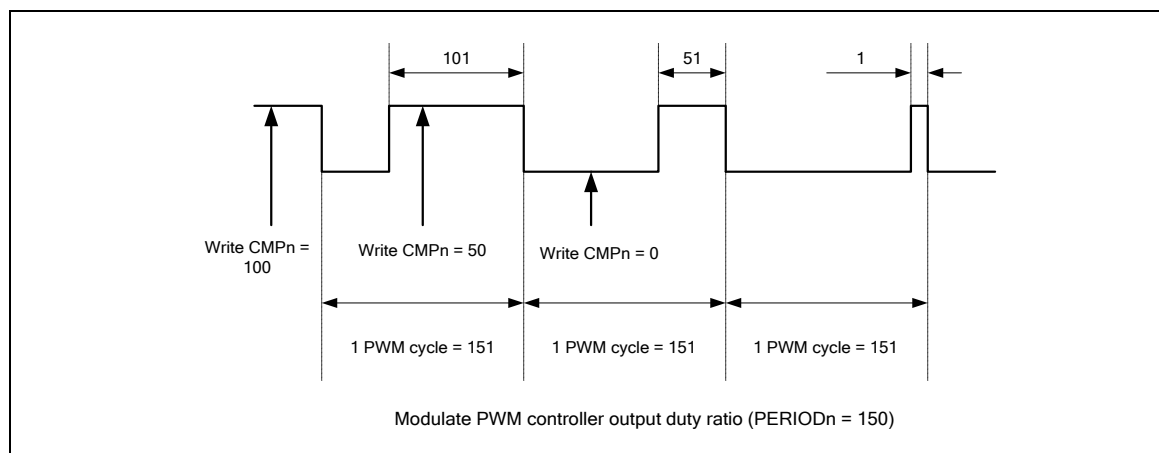 101
51
1
Write CMPn =
100
Write CMPn = 50
Write CMPn = 0
1 PWM cycle = 151
1 PWM cycle = 151
1 PWM cycle = 151
Modulate PWM controller output duty ratio (PERIODn = 150)